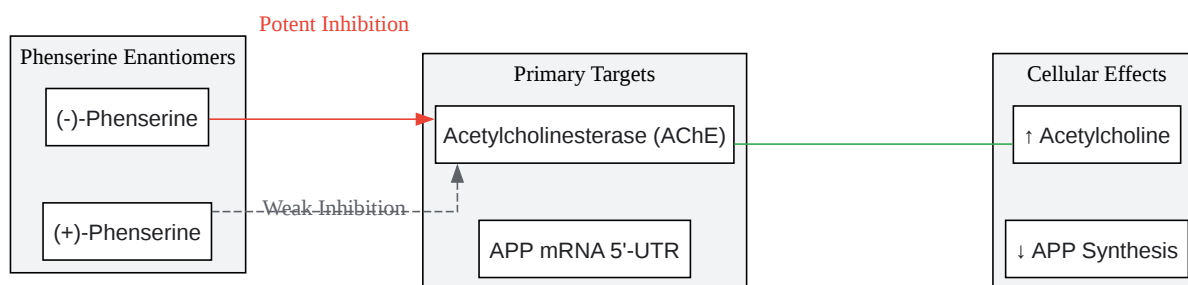 Potent Inhibition
Phenserine Enantiomers
(-)-Phenserine
(+)-Phenserine
Weak Inhibition
Primary Targets
Acetylcholinesterase (AChE)
APP mRNA 5'-UTR
Cellular Effects
↑ Acetylcholine
↓ APP Synthesis